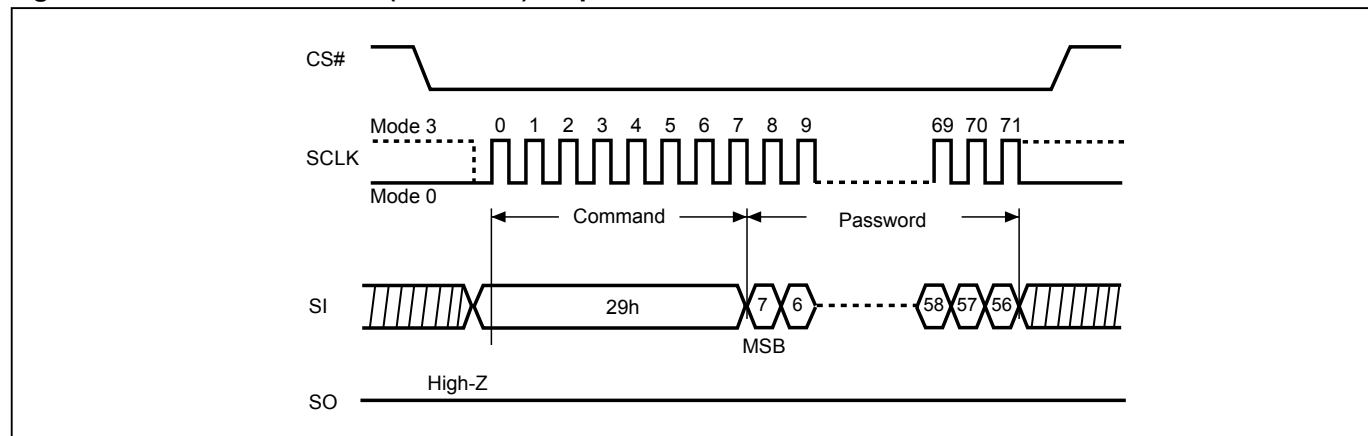 CS#
Mode 3
0 1 2 3 4 5 6 7 8 9 69 70 71
SCLK
Mode 0
Command
Password
SI
29h
7 6 58 57 56
MSB
High-Z
SO